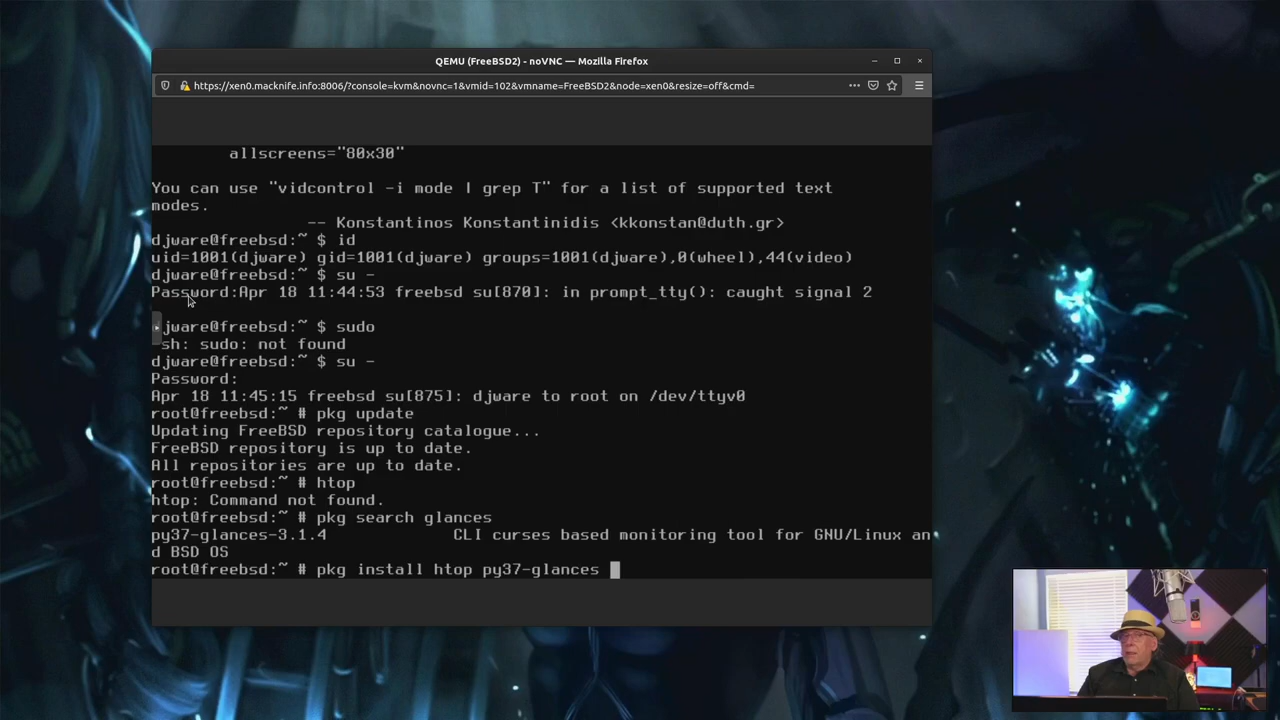 QEMU (FreeBSD2) - noVNC — Mozilla Firefox
https://xen0.macknife.info:8006/?console=kvm&novnc=1&vmid=102&vmname=FreeBSD2&node=xen0&resize=off&cmd=
allscreens="80x30"
You can use "vidcontrol -i mode | grep T" for a list of supported text
modes.
-- Konstantinos Konstantinidis <kkonstan@duth.gr>
djware@freebsd:~ $ id
uid=1001(djware) gid=1001(djware) groups=1001(djware),0(wheel),44(video)
djware@freebsd:~ $ su -
Password:Apr 18 11:44:53 freebsd su[870]: in prompt_tty(): caught signal 2
jware@freebsd:~ $ sudo
sh: sudo: not found
djware@freebsd:~ $ su -
Password:
Apr 18 11:45:15 freebsd su[875]: djware to root on /dev/ttyv0
root@freebsd:~ # pkg update
Updating FreeBSD repository catalogue...
FreeBSD repository is up to date.
All repositories are up to date.
root@freebsd:~ # htop
htop: Command not found.
root@freebsd:~ # pkg search glances
py37-glances-3.1.4 CLI curses based monitoring tool for GNU/Linux an
d BSD OS
root@freebsd:~ # pkg install htop py37-glances